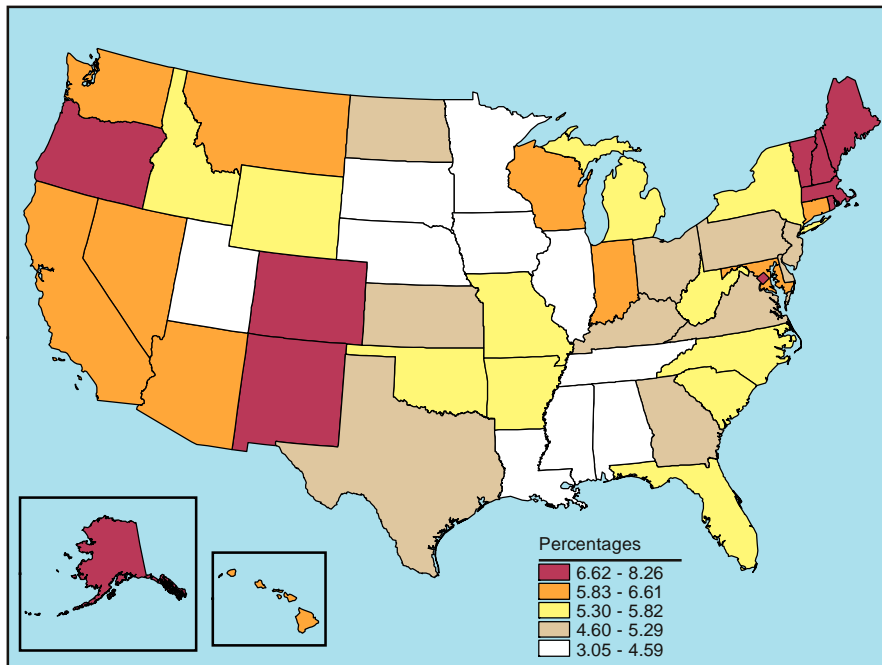 Percentages
6.62 - 8.26
5.83 - 6.61
5.30 - 5.82
4.60 - 5.29
3.05 - 4.59